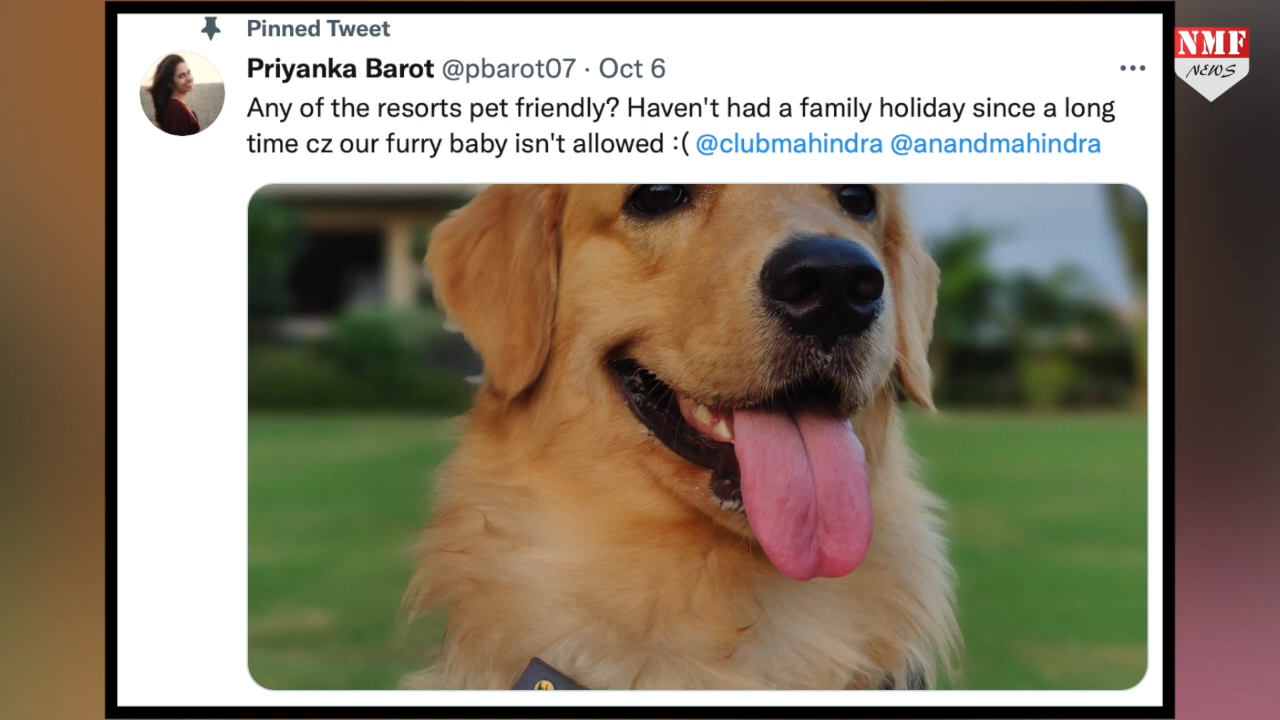 Pinned Tweet
Priyanka Barot @pbarot07 · Oct 6
Any of the resorts pet friendly? Haven't had a family holiday since a long
time cz our furry baby isn't allowed :( @clubmahindra @anandmahindra
NMF
NEWS